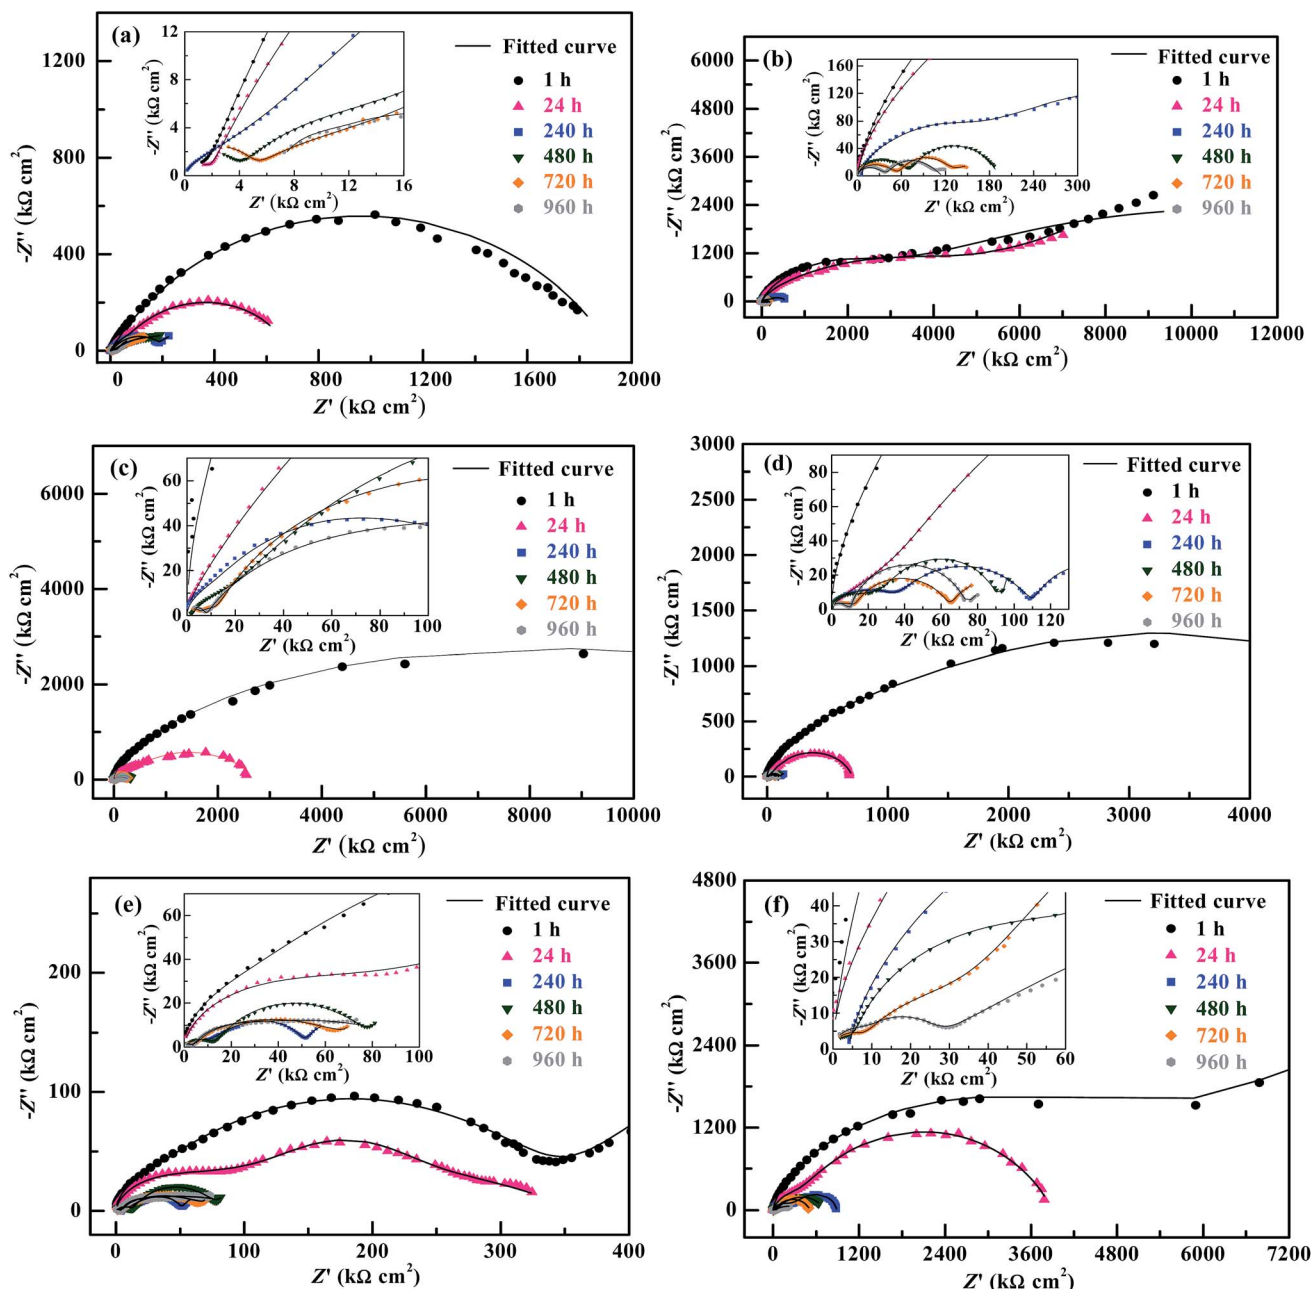 (a)
Fitted curve
1 h
24 h
240 h
480 h
720 h
960 h
-Z'' (kΩ cm²)
1200
800
400
0
0 400 800 1200 1600 2000
Z' (kΩ cm²)
-Z'' (kΩ cm²)
12
8
4
0
0 4 8 12 16
Z' (kΩ cm²)
(b)
Fitted curve
1 h
24 h
240 h
480 h
720 h
960 h
-Z'' (kΩ cm²)
6000
4800
3600
2400
1200
0
0 2000 4000 6000 8000 10000 12000
Z' (kΩ cm²)
-Z'' (kΩ cm²)
160
120
80
40
0
0 60 120 180 240 300
Z' (kΩ cm²)
(c)
Fitted curve
1 h
24 h
240 h
480 h
720 h
960 h
-Z'' (kΩ cm²)
6000
4000
2000
0
0 2000 4000 6000 8000 10000
Z' (kΩ cm²)
-Z'' (kΩ cm²)
60
40
20
0
0 20 40 60 80 100
Z' (kΩ cm²)
(d)
Fitted curve
1 h
24 h
240 h
480 h
720 h
960 h
-Z'' (kΩ cm²)
3000
2500
2000
1500
1000
500
0
0 1000 2000 3000 4000
Z' (kΩ cm²)
-Z'' (kΩ cm²)
80
60
40
20
0
0 20 40 60 80 100 120
Z' (kΩ cm²)
(e)
Fitted curve
1 h
24 h
240 h
480 h
720 h
960 h
-Z'' (kΩ cm²)
200
100
0
0 100 200 300 400
Z' (kΩ cm²)
-Z'' (kΩ cm²)
60
40
20
0
0 20 40 60 80 100
Z' (kΩ cm²)
(f)
Fitted curve
1 h
24 h
240 h
480 h
720 h
960 h
-Z'' (kΩ cm²)
4800
3600
2400
1200
0
0 1200 2400 3600 4800 6000 7200
Z' (kΩ cm²)
-Z'' (kΩ cm²)
40
30
20
10
0
0 10 20 30 40 50 60
Z' (kΩ cm²)